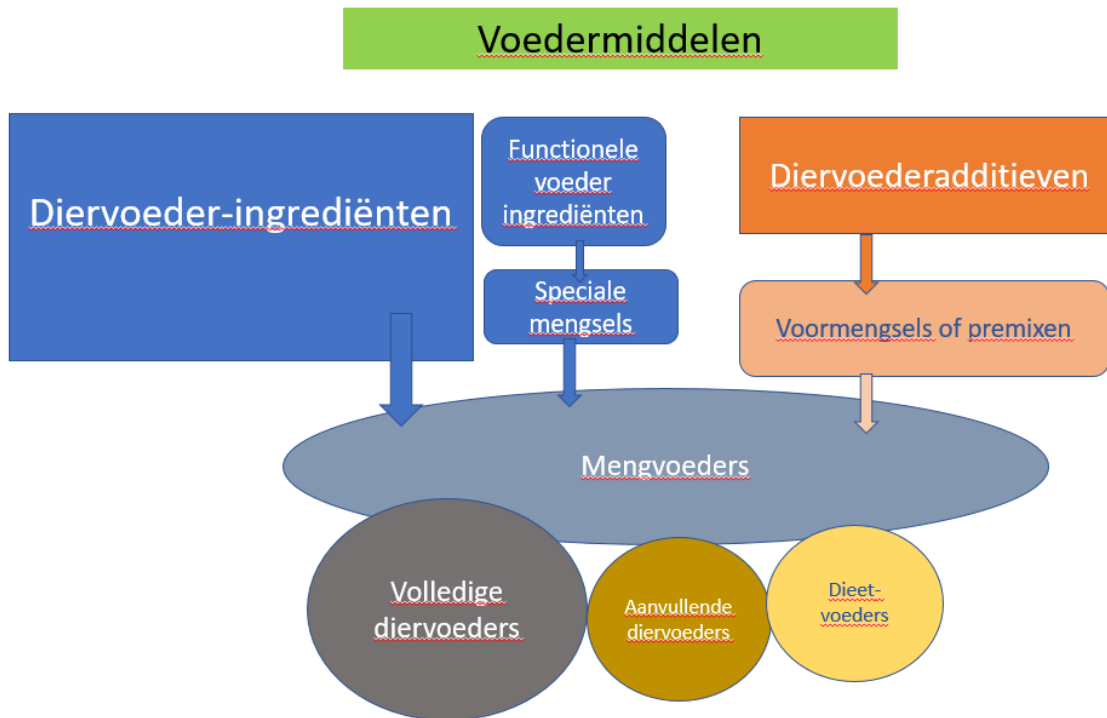 Voedermiddelen
Diervoeder-ingrediënten
Functionele
voeder
ingrediënten
Speciale
mengsels
Diervoederadditieven
Voormengsels of premixen
Mengvoeders
Volledige
diervoeders
Aanvullende
diervoeders
Dieet-
voeders